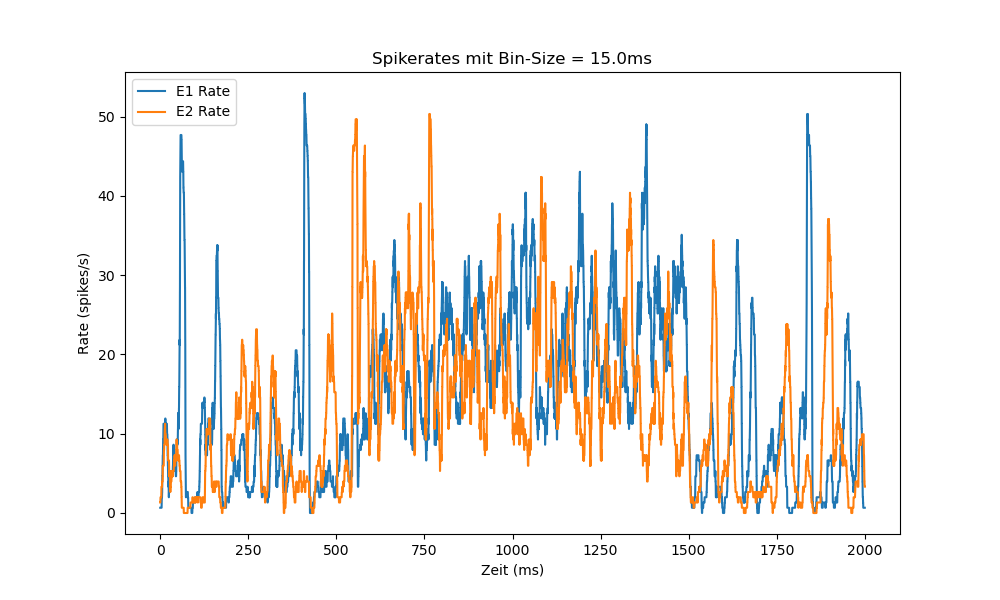 Spikerates mit Bin-Size = 15.0ms
E1 Rate
E2 Rate
50
40
30
20
10
0
Rate (spikes/s)
0 250 500 750 1000 1250 1500 1750 2000
Zeit (ms)